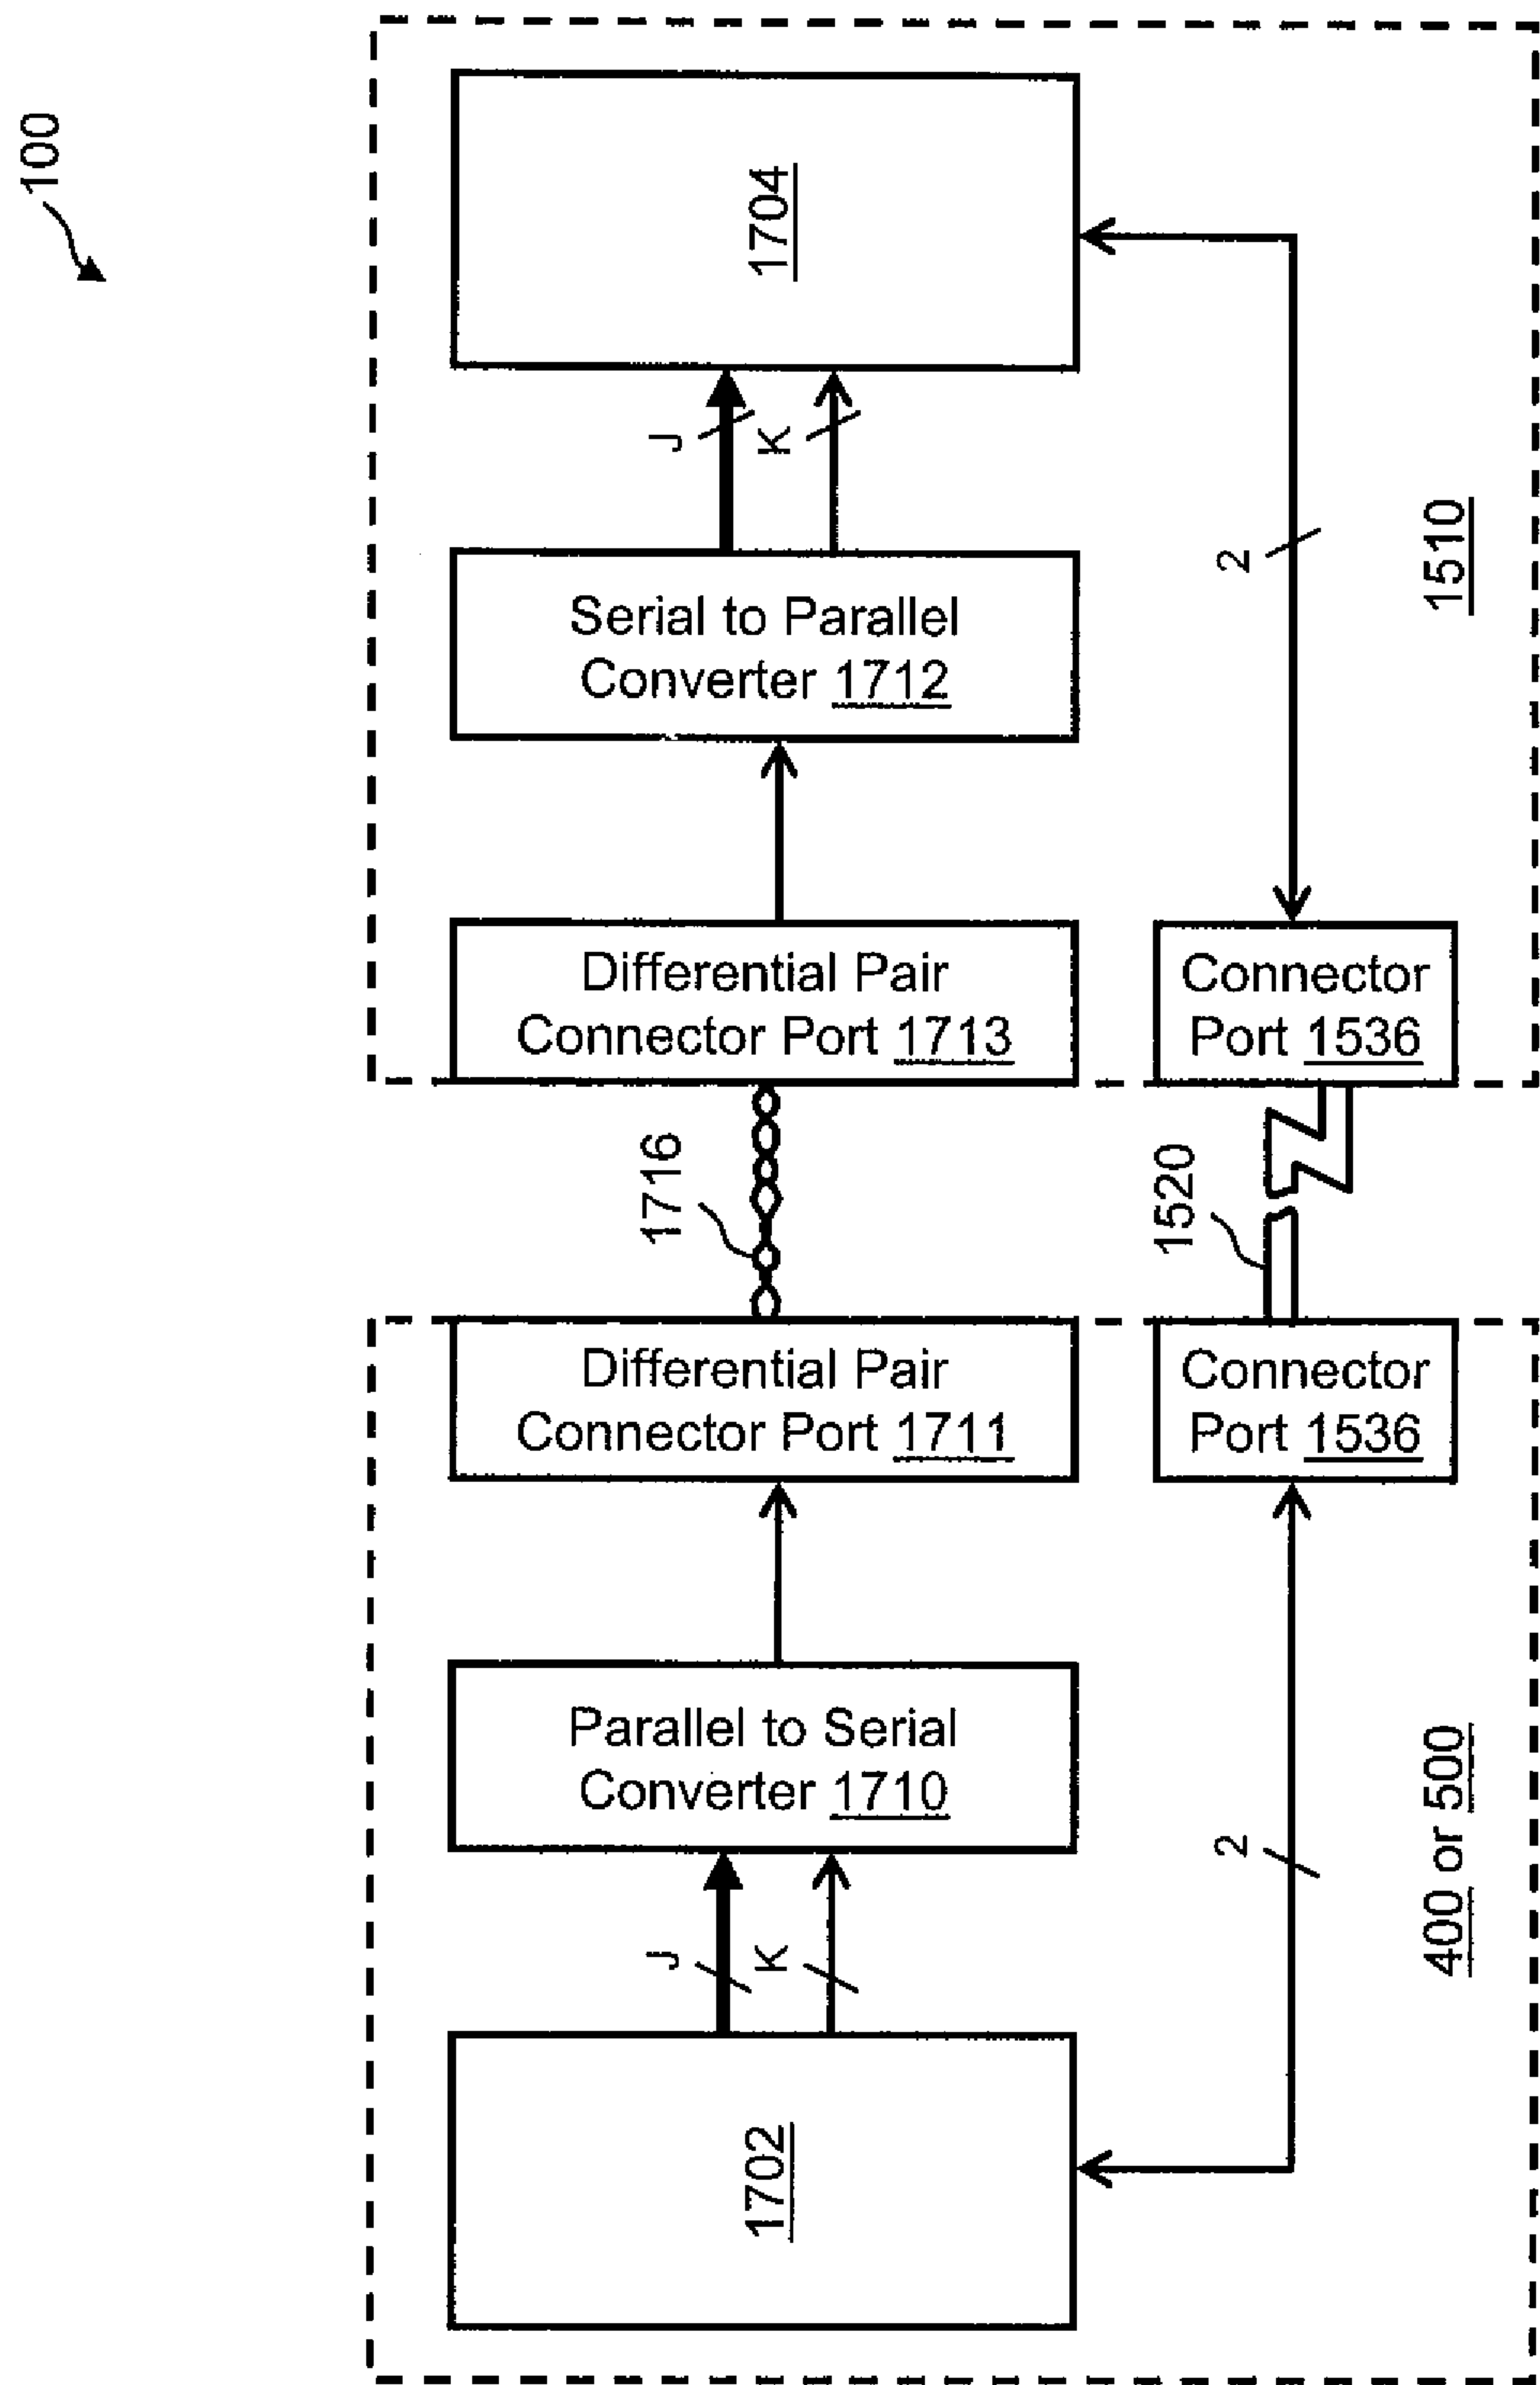 100
1704
J
K
Serial to Parallel
Converter 1712
2
1510
Differential Pair
Connector Port 1713
Connector
Port 1536
1716
1520
Differential Pair
Connector Port 1711
Connector
Port 1536
Parallel to Serial
Converter 1710
2
400 or 500
J
K
1702